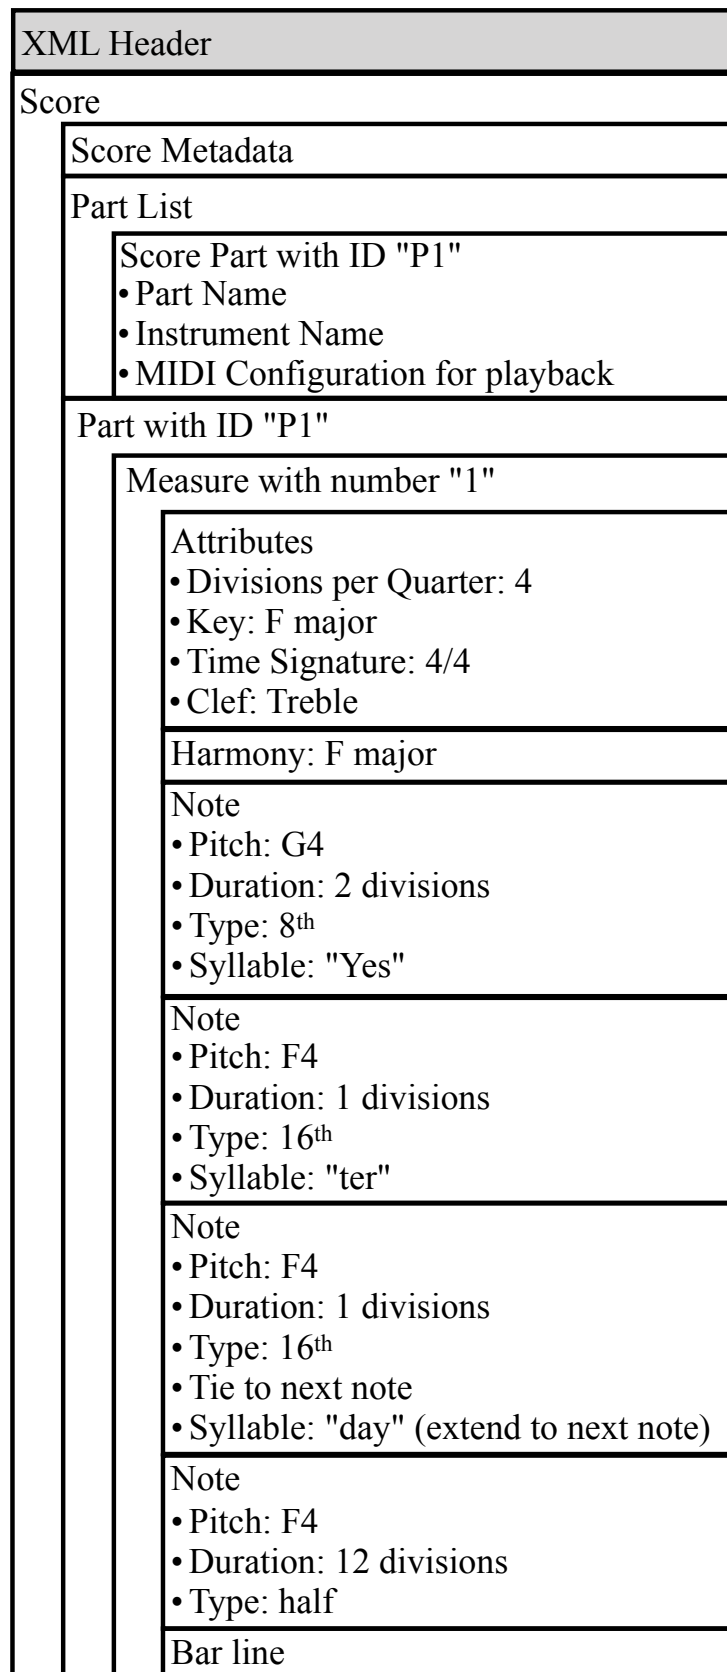 XML Header
Score
Score Metadata
Part List
Score Part with ID "P1"
• Part Name
• Instrument Name
• MIDI Configuration for playback
Part with ID "P1"
Measure with number "1"
Attributes
• Divisions per Quarter: 4
• Key: F major
• Time Signature: 4/4
• Clef: Treble
Harmony: F major
Note
• Pitch: G4
• Duration: 2 divisions
• Type: 8th
• Syllable: "Yes"
Note
• Pitch: F4
• Duration: 1 divisions
• Type: 16th
• Syllable: "ter"
Note
• Pitch: F4
• Duration: 1 divisions
• Type: 16th
• Tie to next note
• Syllable: "day" (extend to next note)
Note
• Pitch: F4
• Duration: 12 divisions
• Type: half
Bar line